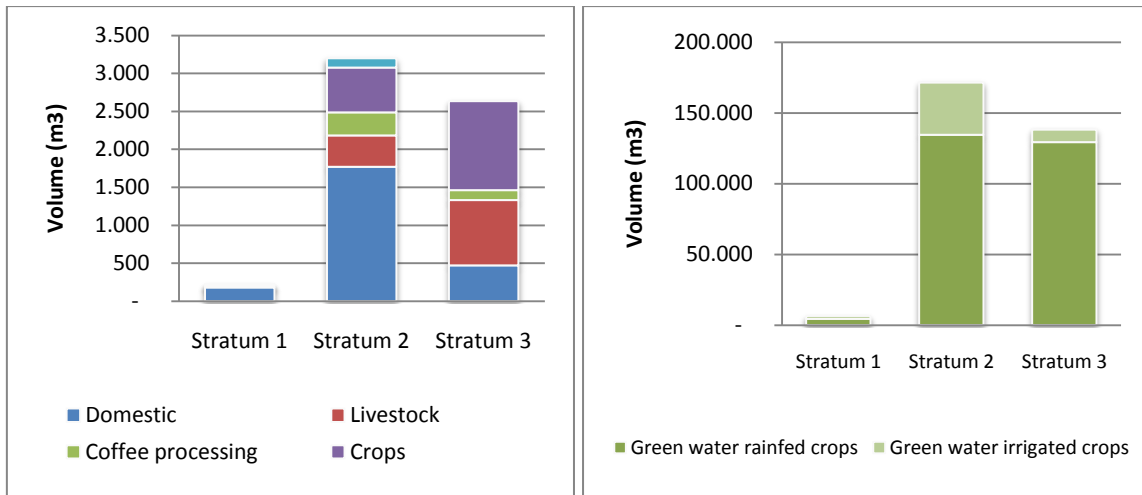 3.500
3.000
2.500
2.000
1.500
1.000
500
-
Volume (m3)
Stratum 1 Stratum 2 Stratum 3
Domestic Livestock
Coffee processing Crops
200.000
150.000
100.000
50.000
-
Volume (m3)
Stratum 1 Stratum 2 Stratum 3
Green water rainfed crops Green water irrigated crops